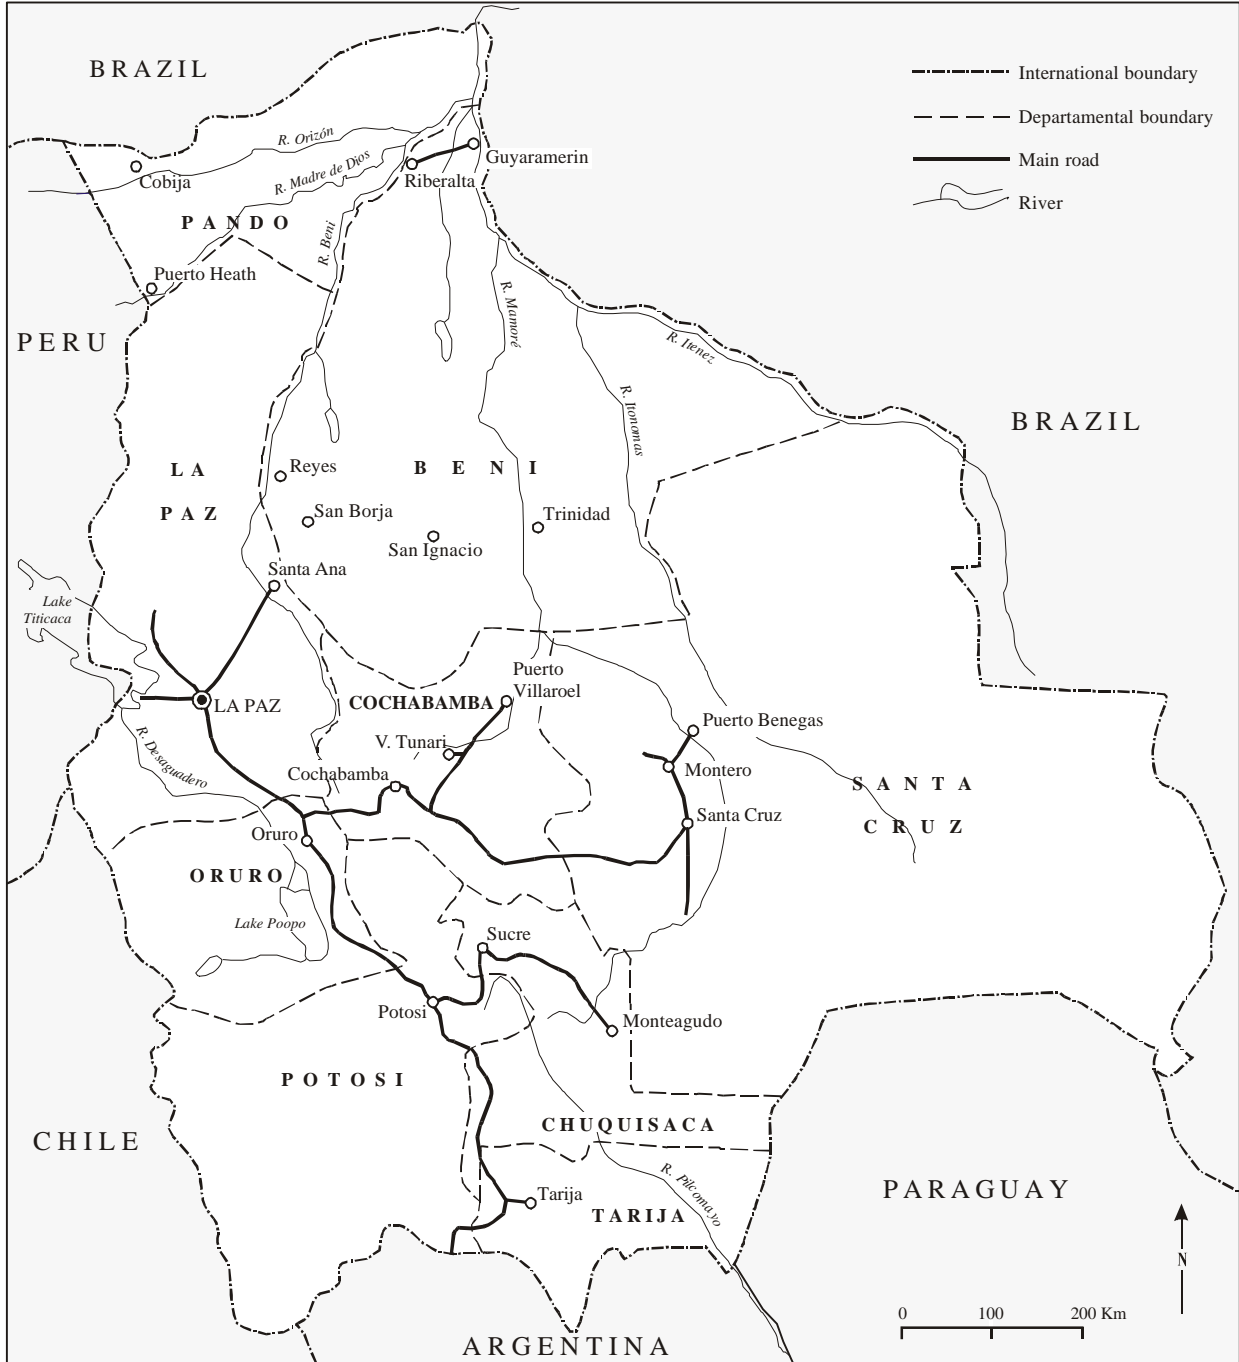 BRAZIL
International boundary
Departamental boundary
Main road
River
R. Orizón
Guyaramerin
R. Madre de Dios
Cobija
Riberalta
PANDO
R. Beni
Puerto Heath
R. Mamoré
PERU
R. Itenez
R. Itonomas
BRAZIL
LA
PAZ
Reyes
BENI
San Borja
Trinidad
San Ignacio
Santa Ana
Lake
Titicaca
Puerto
Villaroel
COCHABAMBA
LA PAZ
Puerto Benegas
R. Desaguadero
V. Tunari
Cochabamba
Montero
SANTA
CRUZ
Santa Cruz
Oruro
ORURO
Lake Poopo
Sucre
Potosi
Monteagudo
POTOSI
CHUQUISACA
CHILE
R. Pilcomayo
PARAGUAY
Tarija
TARIJA
N
0 100 200 Km
ARGENTINA